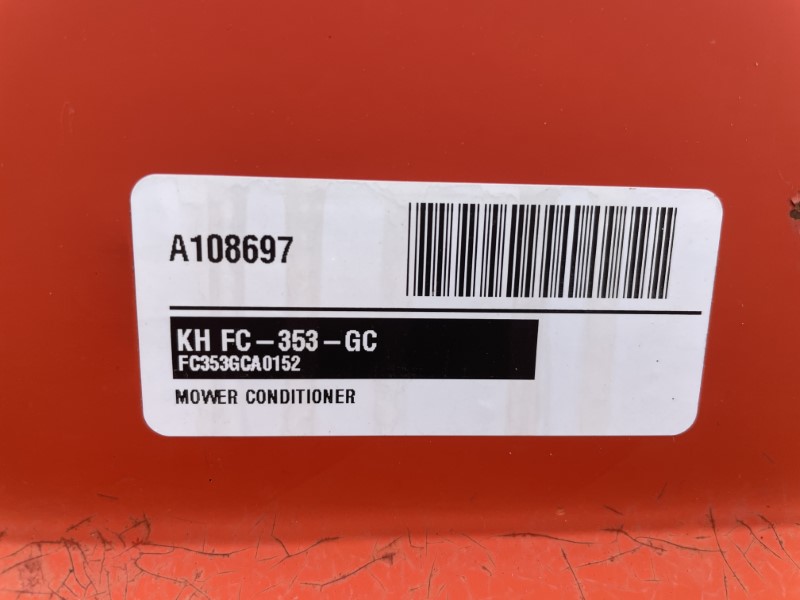 A108697
KH FC-353-GC
FC353GCA0152
MOWER CONDITIONER